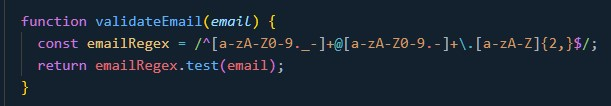 function validateEmail(email) {
const emailRegex = /^[a-zA-Z0-9._-]+@[a-zA-Z0-9.-]+\.[a-zA-Z]{2,}$/;
return emailRegex.test(email);
}